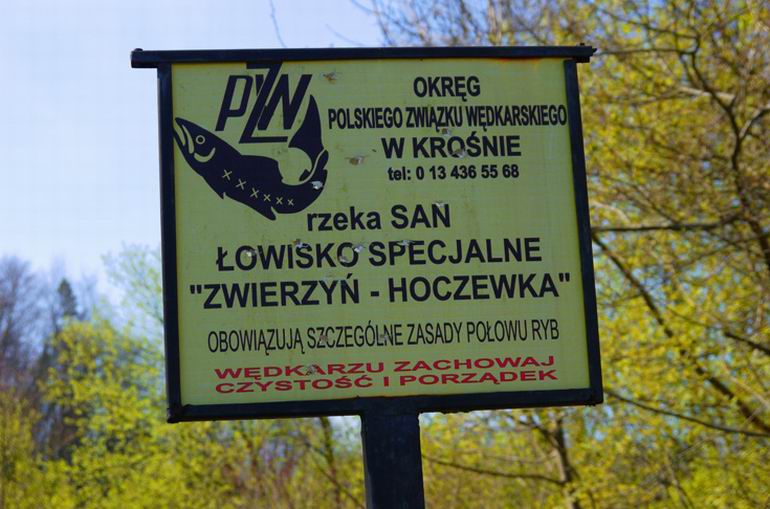 PZW
OKRĘG
POLSKIEGO ZWIĄZKU WĘDKARSKIEGO
W KROŚNIE
tel: 0 13 436 55 68
rzeka SAN
ŁOWISKO SPECJALNE
"ZWIERZYŃ - HOCZEWKA"
OBOWIĄZUJĄ SZCZEGÓLNE ZASADY POŁOWU RYB
WĘDKARZU ZACHOWAJ
CZYSTOŚĆ I PORZĄDEK